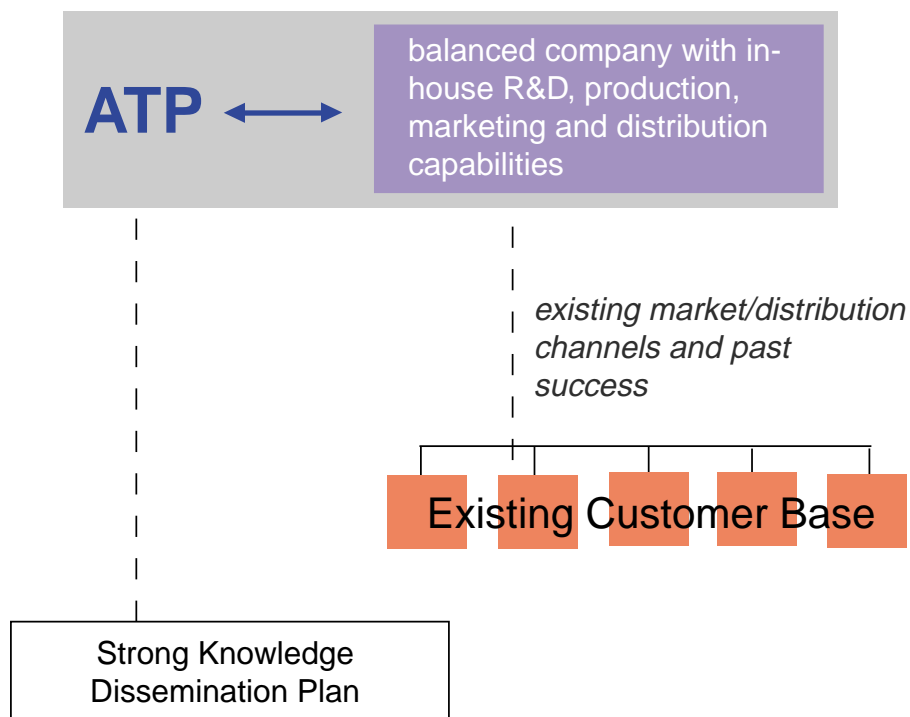 ATP
balanced company with in-
house R&D, production,
marketing and distribution
capabilities
existing market/distribution
channels and past
success
Existing Customer Base
Strong Knowledge
Dissemination Plan